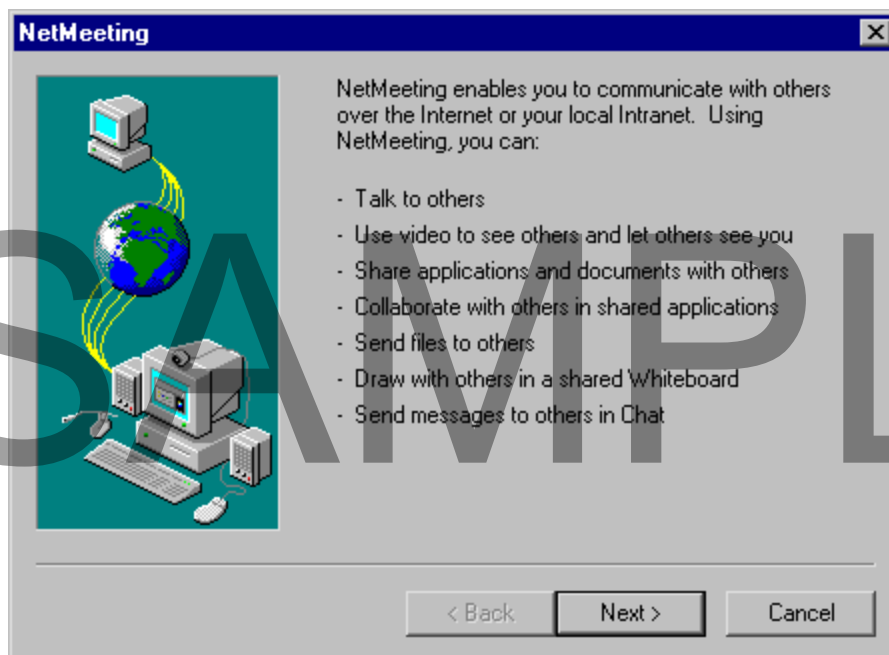 NetMeeting
NetMeeting enables you to communicate with others
over the Internet or your local Intranet. Using
NetMeeting, you can:
- Talk to others
- Use video to see others and let others see you
- Share applications and documents with others
- Collaborate with others in shared applications
- Send files to others
- Draw with others in a shared Whiteboard
- Send messages to others in Chat
SAMPL
< Back
Next >
Cancel